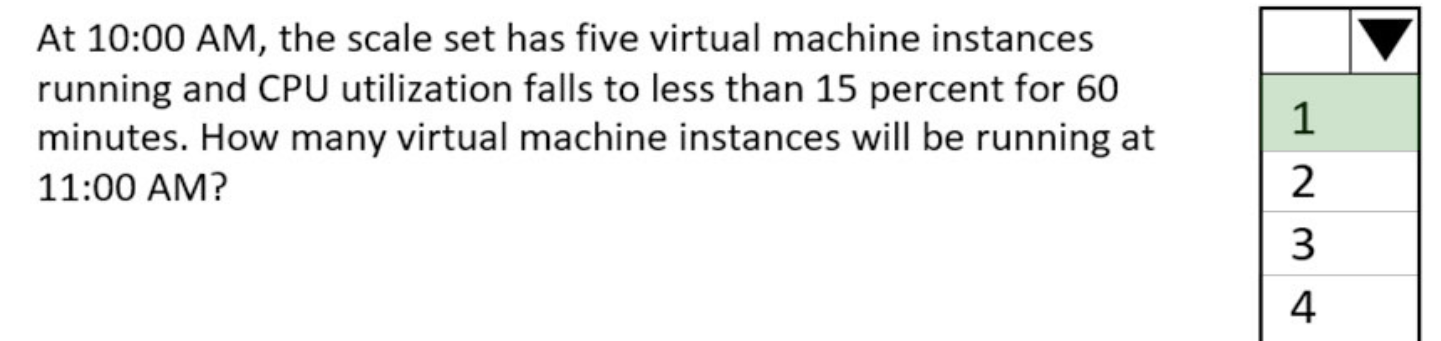 At 10:00 AM, the scale set has five virtual machine instances
running and CPU utilization falls to less than 15 percent for 60
minutes. How many virtual machine instances will be running at
11:00 AM?
1
2
3
4